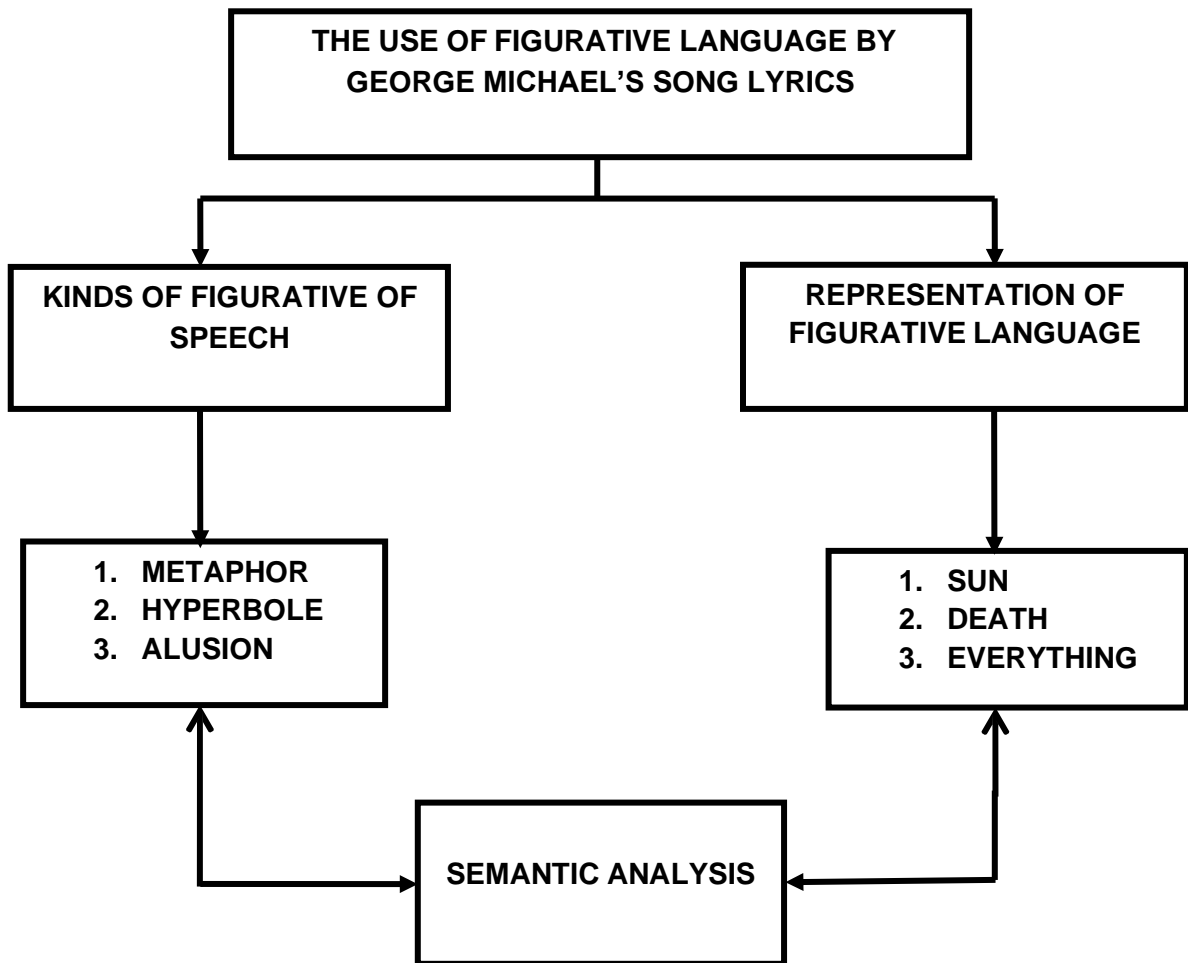 THE USE OF FIGURATIVE LANGUAGE BY
GEORGE MICHAEL’S SONG LYRICS
KINDS OF FIGURATIVE OF
SPEECH
REPRESENTATION OF
FIGURATIVE LANGUAGE
1. METAPHOR
2. HYPERBOLE
3. ALUSION
1. SUN
2. DEATH
3. EVERYTHING
SEMANTIC ANALYSIS